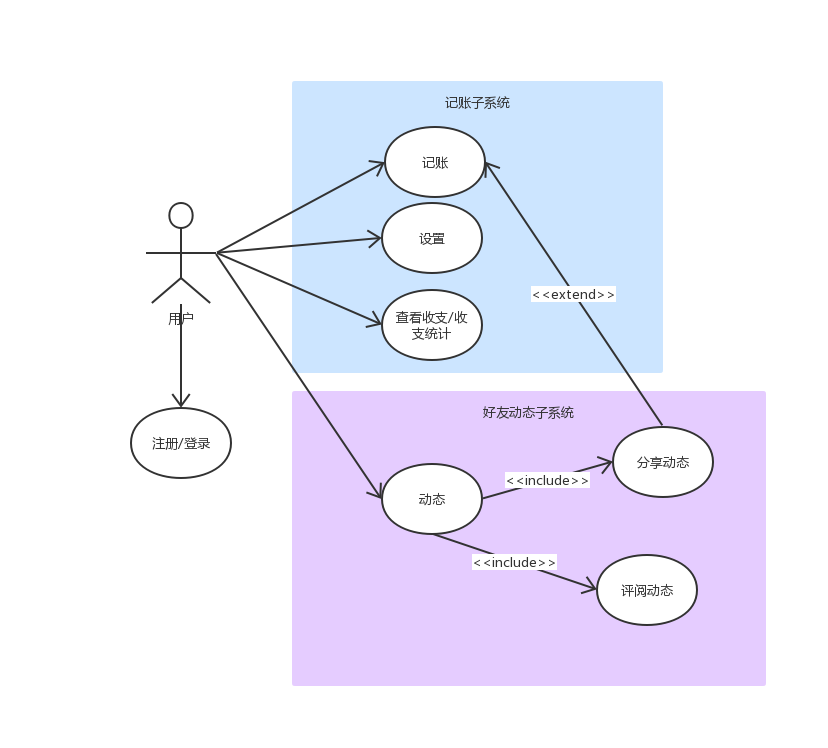 记账子系统
记账
设置
<<extend>>
查看收支/收
支统计
用户
注册/登录
好友动态子系统
分享动态
<<include>>
动态
<<include>>
评阅动态